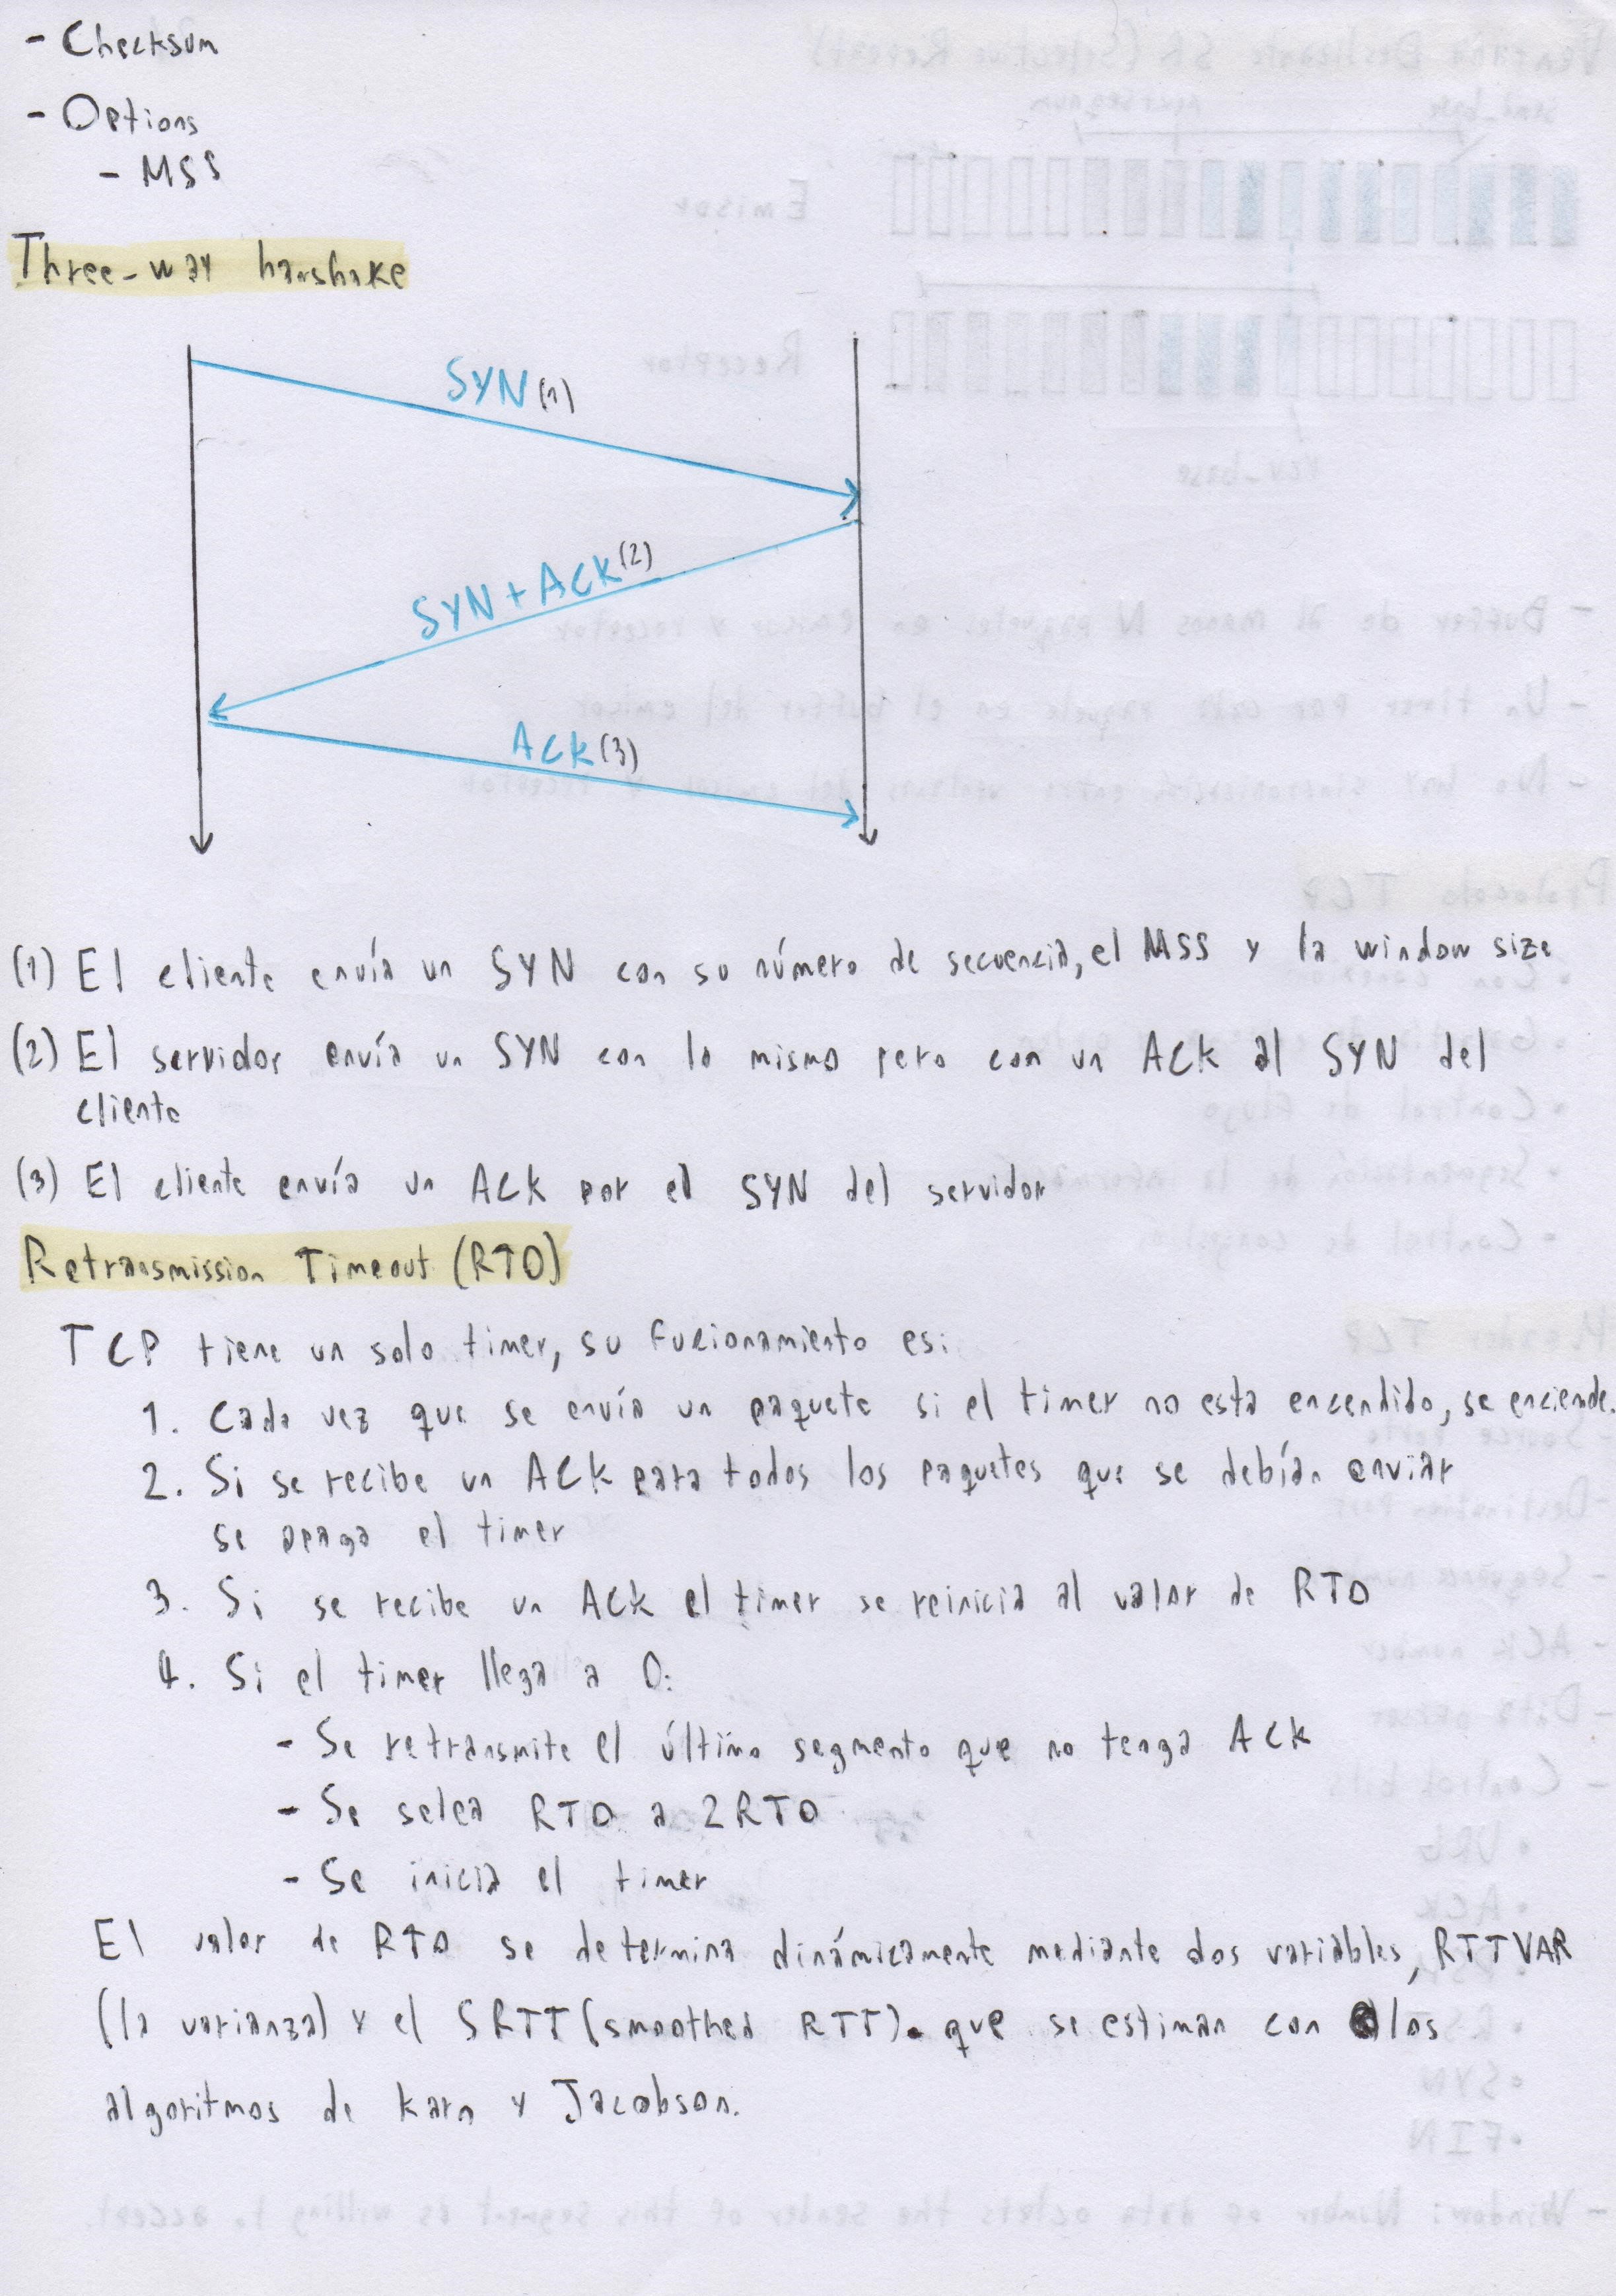 - Checksum
- Options
- MSS
Three-way hanshake
SYN (1)
SYN + ACK (2)
ACK (3)
(1) El cliente envía un SYN con su número de secuencia, el MSS y la window size
(2) El servidor envía un SYN con lo mismo pero con un ACK al SYN del
cliente
(3) El cliente envía un ACK por el SYN del servidor
Retransmission Timeout (RTO)
TCP tiene un solo timer, su fucionamiento es:
1. Cada vez que se envía un paquete si el timer no esta encendido, se enciende.
2. Si se recibe un ACK para todos los paquetes que se debían enviar
se apaga el timer
3. Si se recibe un ACK el timer se reinicia al valor de RTO
4. Si el timer llega a 0:
- Se retransmite el último segmento que no tenga ACK
- Se setea RTO a 2RTO
- Se inicia el timer
El valor de RTO se determina dinámicamente mediante dos variables, RTTVAR
(la varianza) y el SRTT (smoothed RTT). que se estiman con los
algoritmos de Karn y Jacobson.